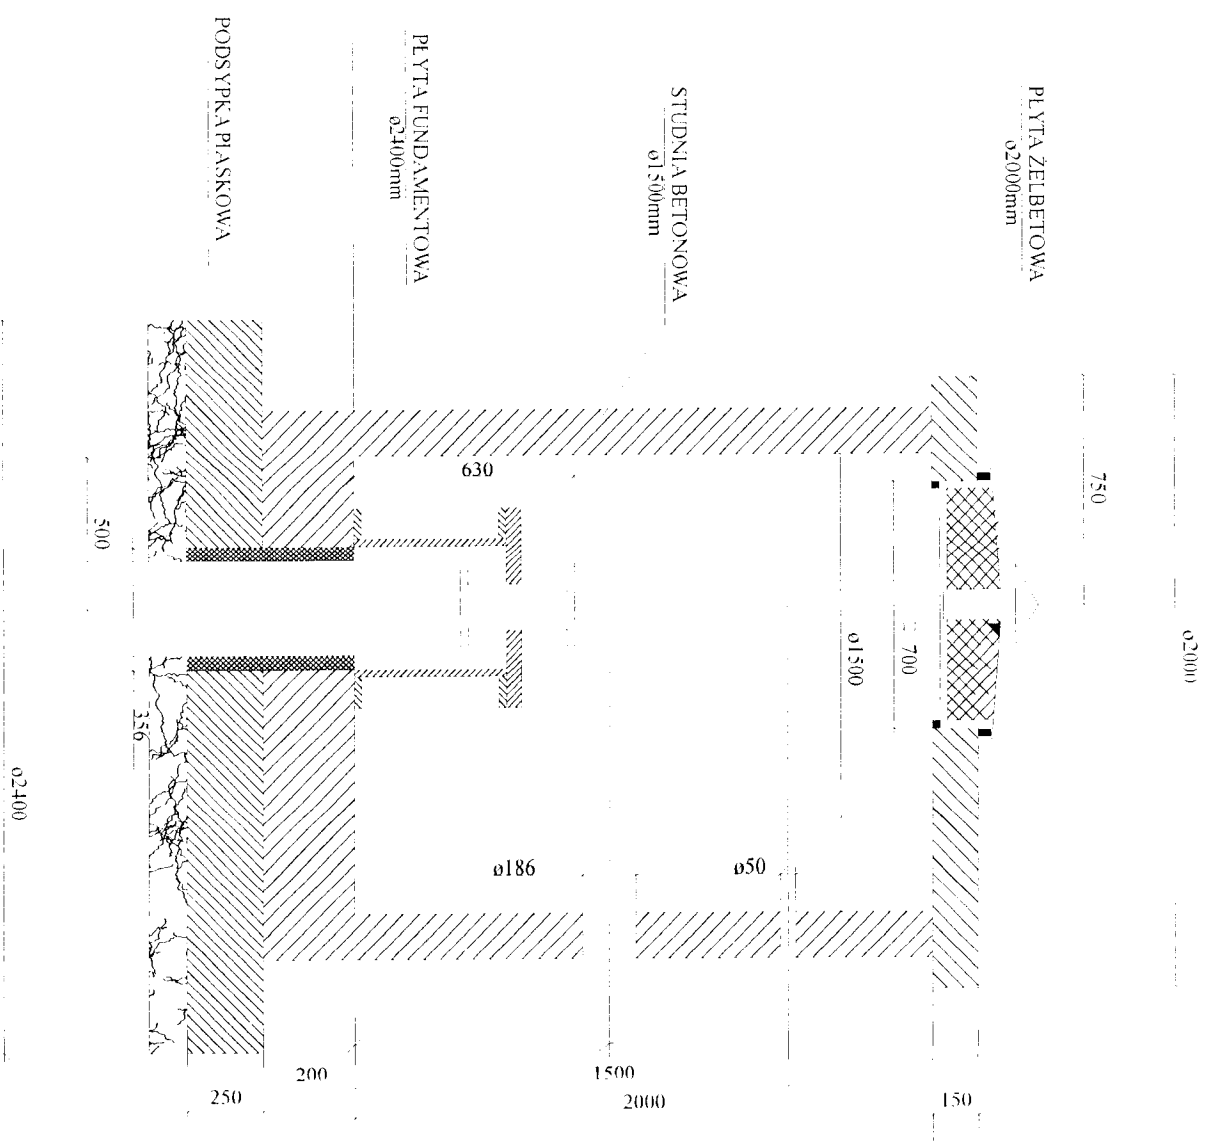 PŁYTA ŻELBETOWA
ø2000mm
STUDNIA BETONOWA
ø1500mm
PŁYTA FUNDAMENTOWA
ø2400mm
PODSYPKA PIASKOWA
ø2000
750
700
ø1500
630
500
356
ø2400
ø186
ø50
200
250
1500
2000
150